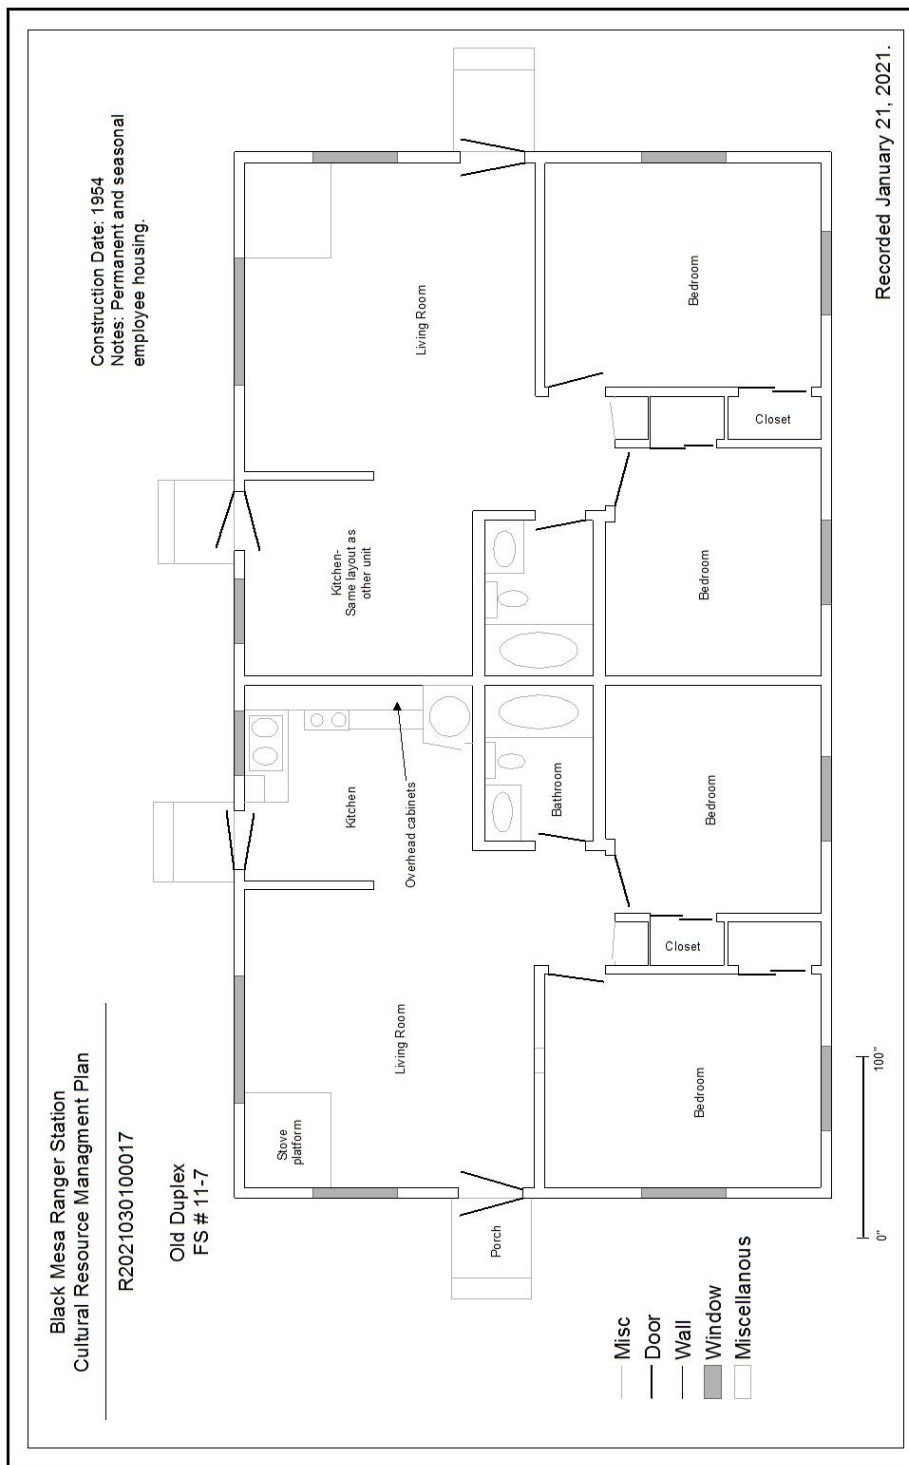 Black Mesa Ranger Station
Cultural Resource Managment Plan
R2021030100017
Old Duplex
FS # 11-7
Construction Date: 1954
Notes: Permanent and seasonal
employee housing.
Stove
platform
Living Room
Kitchen
Overhead cabinets
Kitchen-
Same layout as
other unit
Living Room
Porch
Bathroom
Bedroom
Closet
Bedroom
Bedroom
Closet
Bedroom
Misc
Door
Wall
Window
Miscellanous
0"
100"
Recorded January 21, 2021.